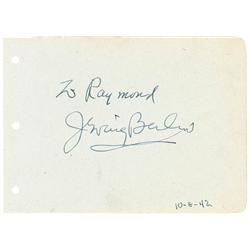 To Raymond
Irving Berlin
10-8-42